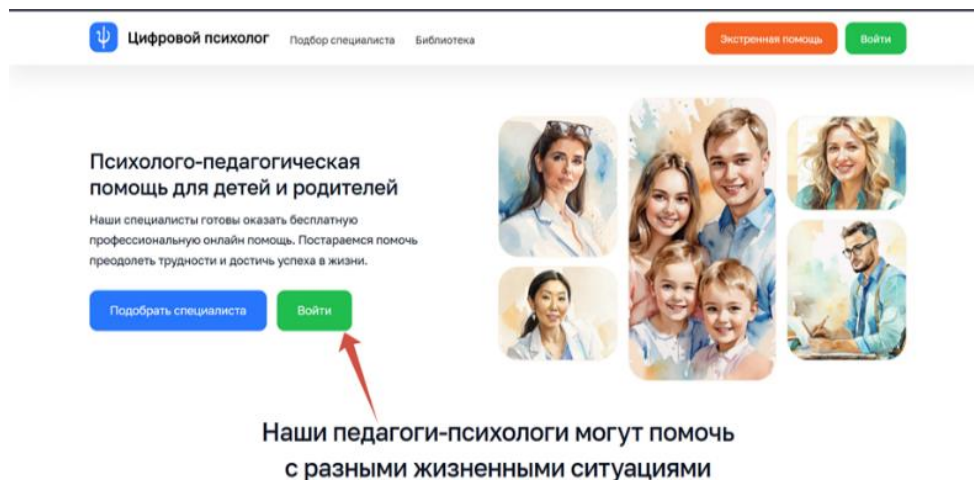 Цифровой психолог Подбор специалиста Библиотека Экстренная помощь Войти
Психолого-педагогическая
помощь для детей и родителей
Наши специалисты готовы оказать бесплатную
профессиональную онлайн помощь. Постараемся помочь
преодолеть трудности и достичь успеха в жизни.
Подобрать специалиста Войти
Наши педагоги-психологи могут помочь
с разными жизненными ситуациями